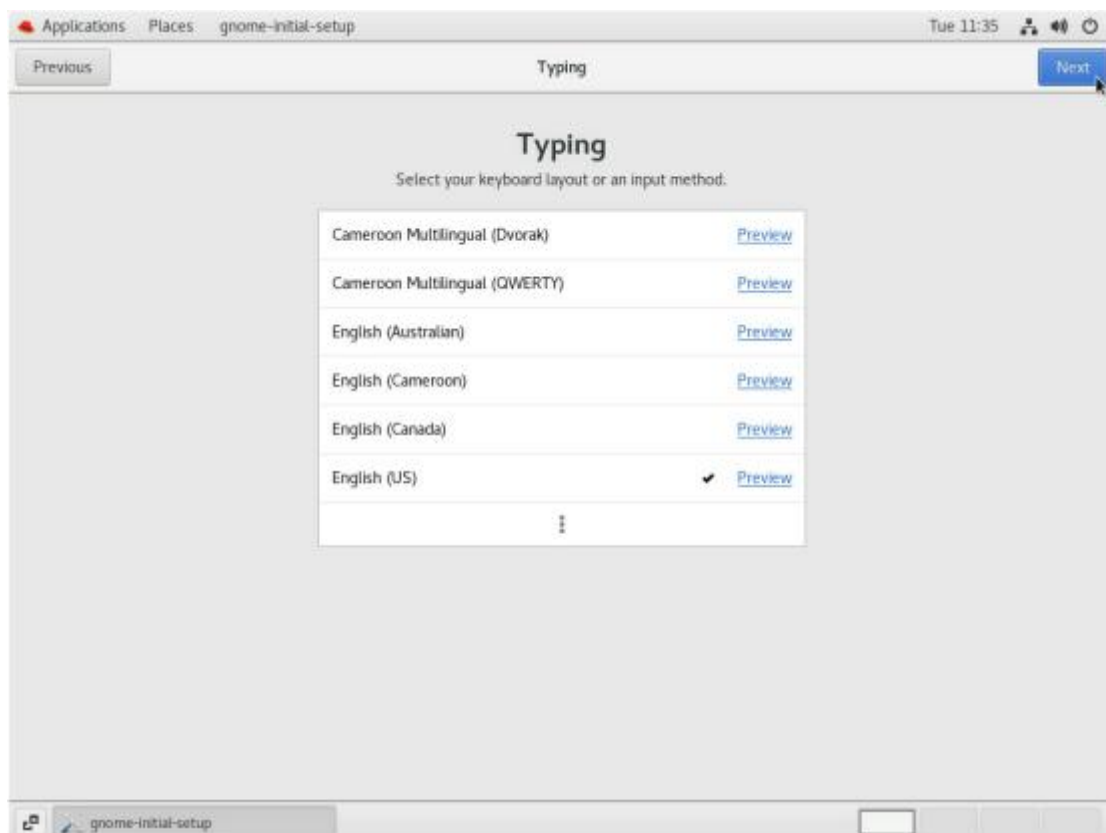 Applications Places gnome-initial-setup Tue 11:35
Previous Typing Next
Typing
Select your keyboard layout or an input method.
Cameroon Multilingual (Dvorak) Preview
Cameroon Multilingual (QWERTY) Preview
English (Australian) Preview
English (Cameroon) Preview
English (Canada) Preview
English (US) Preview
gnome-initial-setup